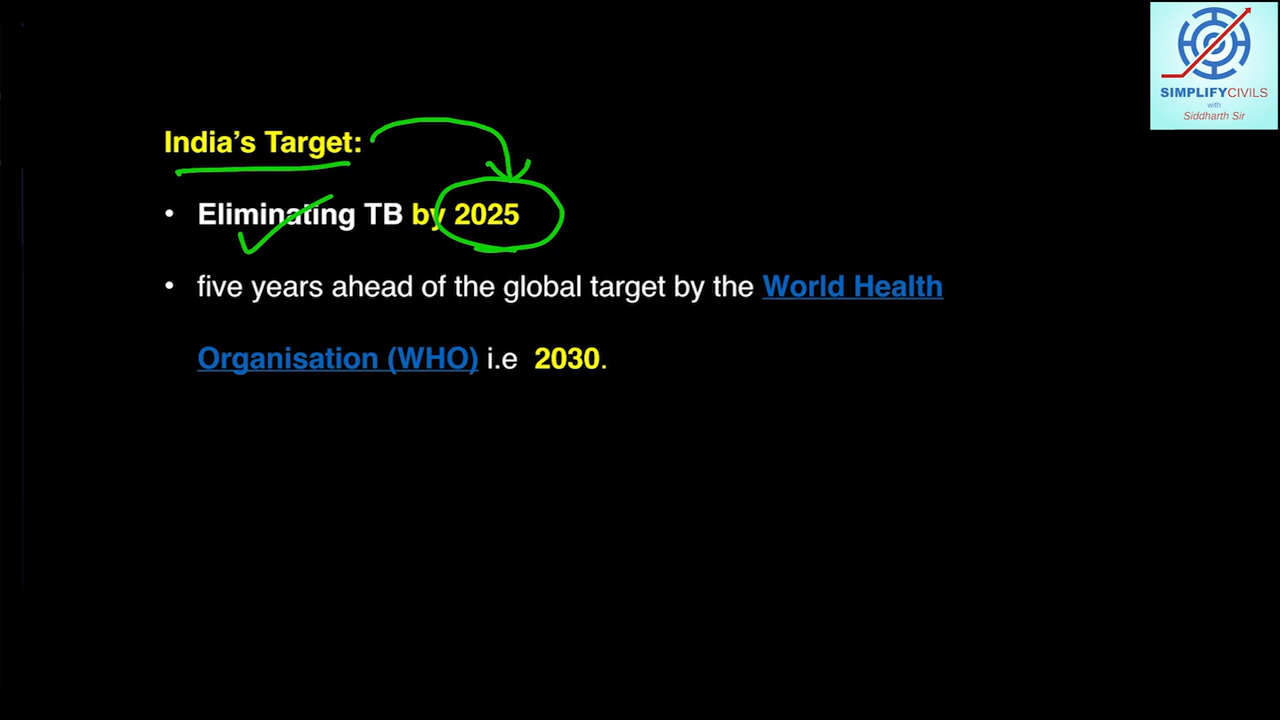 SIMPLIFYCIVILS
with
Siddharth Sir
India's Target:
• Eliminating TB by 2025
• five years ahead of the global target by the World Health
Organisation (WHO) i.e 2030.